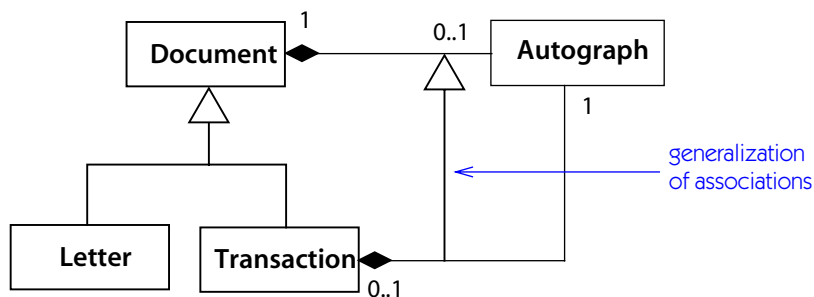 1
0..1
Document
Autograph
1
generalization
of associations
Letter
Transaction
0..1